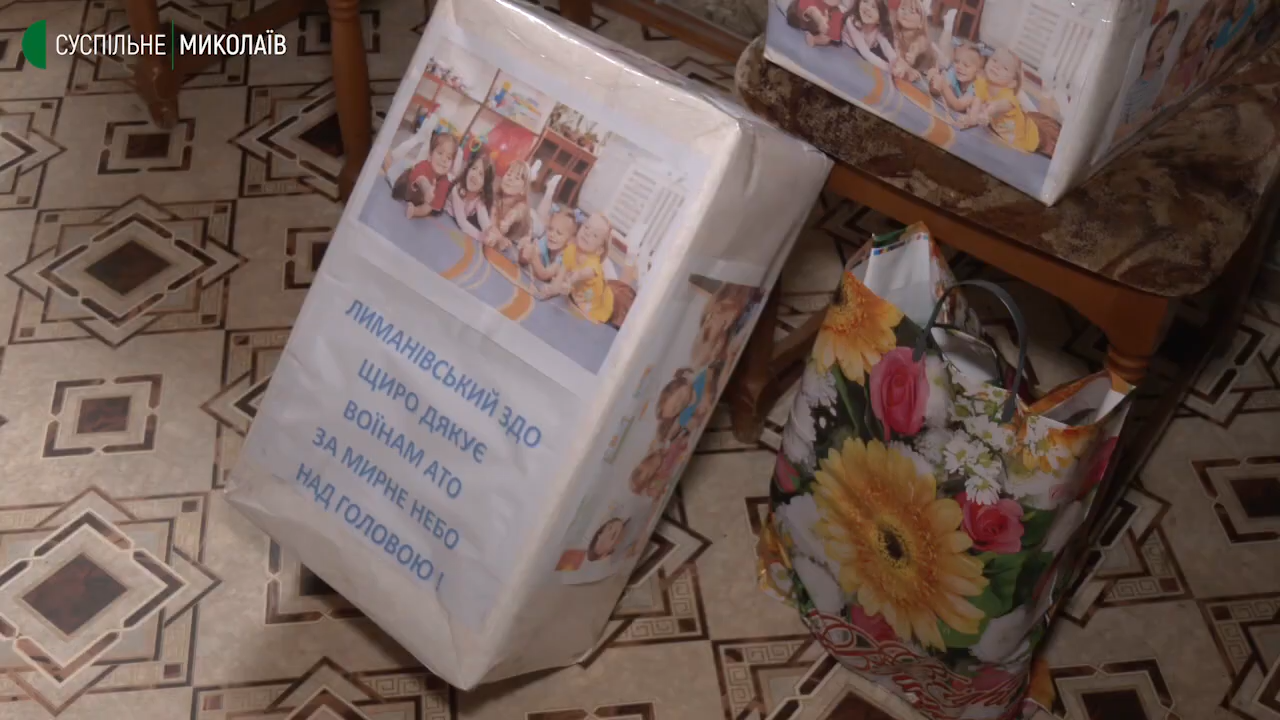 СУСПІЛЬНЕ МИКОЛАЇВ
ЛИМАНІВСЬКИЙ ЗДО
ЩИРО ДЯКУЄ
ВОЇНАМ АТО
ЗА МИРНЕ НЕБО
НАД ГОЛОВОЮ !